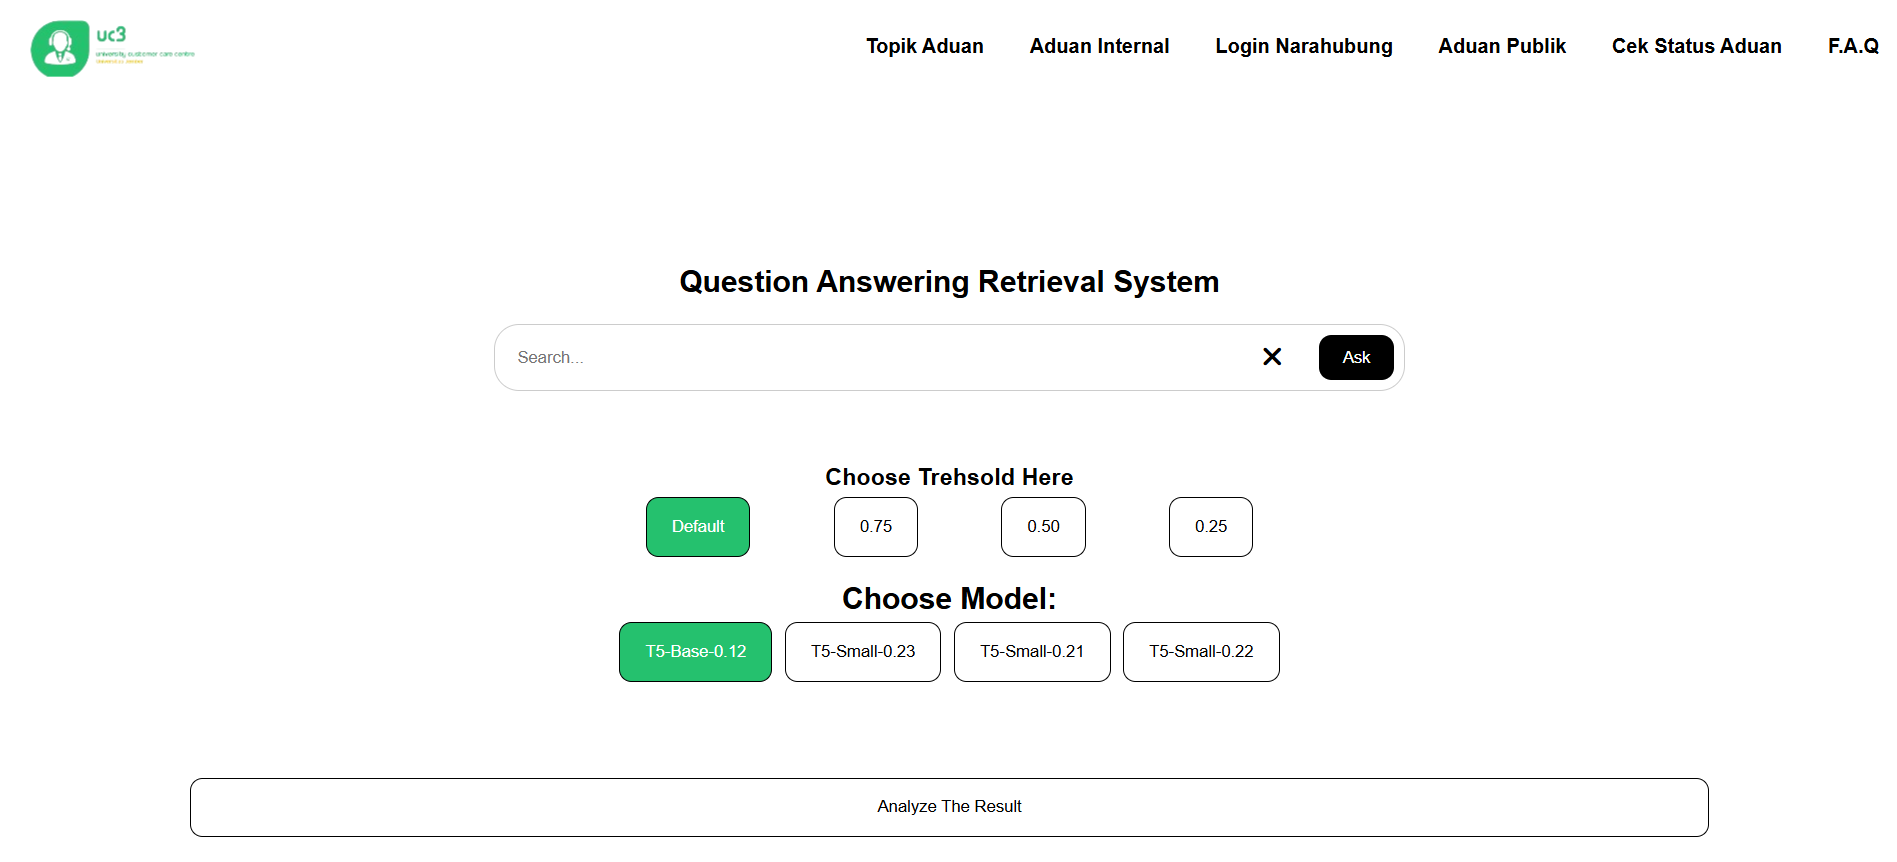 uc3
university customer care centre
Topik Aduan
Aduan Internal
Login Narahubung
Aduan Publik
Cek Status Aduan
F.A.Q
Question Answering Retrieval System
Search...
Ask
Choose Trehsold Here
Default
0.75
0.50
0.25
Choose Model:
T5-Base-0.12
T5-Small-0.23
T5-Small-0.21
T5-Small-0.22
Analyze The Result